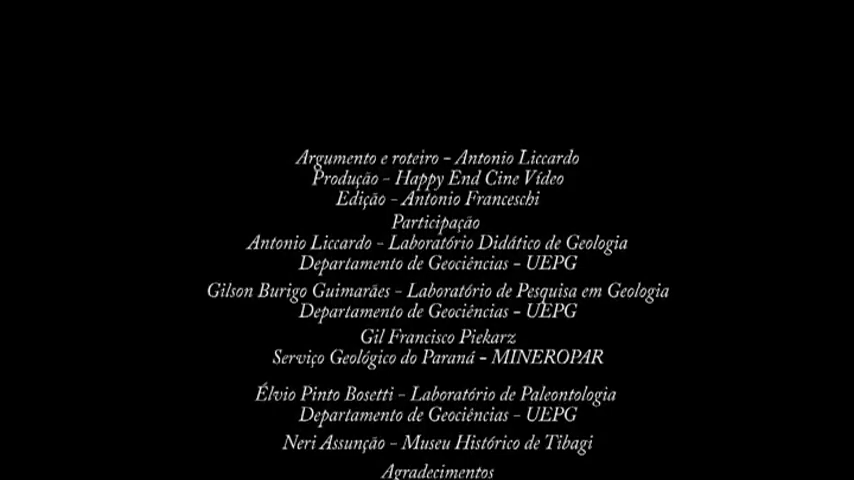 Argumento e roteiro - Antonio Liccardo
Produção - Happy End Cine Vídeo
Edição - Antonio Franceschi
Participação
Antonio Liccardo - Laboratório Didático de Geologia
Departamento de Geociências - UEPG
Gilson Burigo Guimarães - Laboratório de Pesquisa em Geologia
Departamento de Geociências - UEPG
Gil Francisco Piekarz
Serviço Geológico do Paraná - MINEROPAR
Élvio Pinto Bosetti - Laboratório de Paleontologia
Departamento de Geociências - UEPG
Neri Assunção - Museu Histórico de Tibagi
Agradecimentos